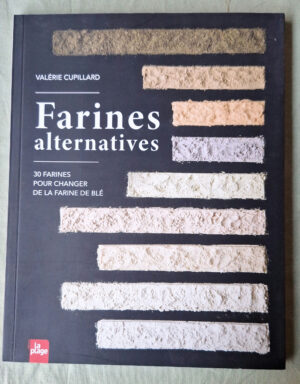 VALÉRIE CUPILLARD
Farines
alternatives
30 FARINES
POUR CHANGER
DE LA FARINE DE BLÉ
la
plage